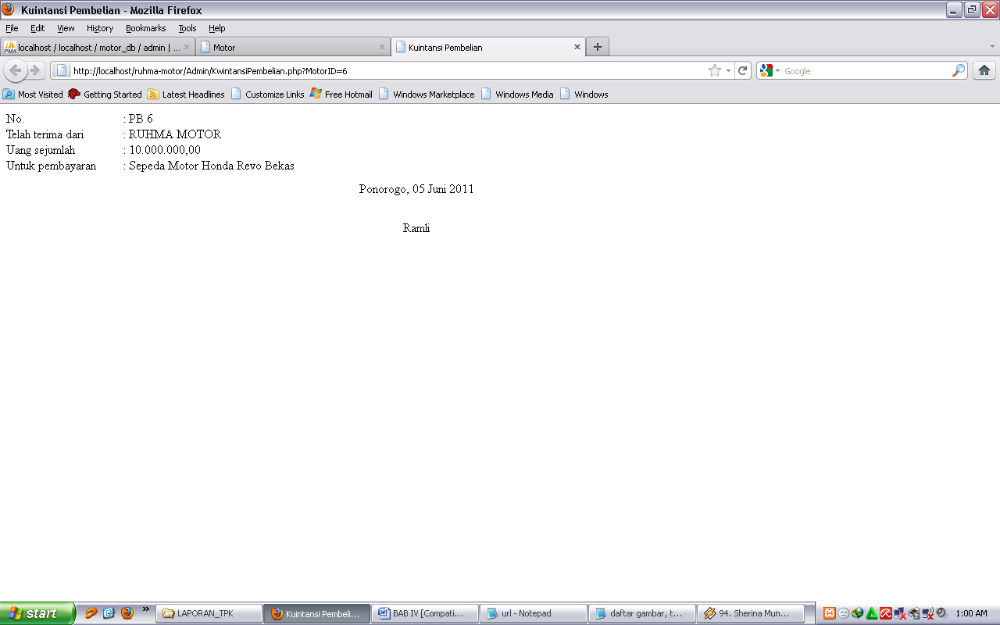 Kuintansi Pembelian - Mozilla Firefox
File Edit View History Bookmarks Tools Help
localhost / localhost / motor_db / admin | ... Motor Kuintansi Pembelian
http://localhost/ruhma-motor/Admin/KuintansiPembelian.php?MotorID=6 Google
Most Visited Getting Started Latest Headlines Customize Links Free Hotmail Windows Marketplace Windows Media Windows
No. : PB 6
Telah terima dari : RUHMA MOTOR
Uang sejumlah : 10.000.000,00
Untuk pembayaran : Sepeda Motor Honda Revo Bekas
Ponorogo, 05 Juni 2011
Ramli
start » LAPORAN_TPK Kuintansi Pembeli... BAB IV [Compati... url - Notepad daftar gambar, t... 94. Sherina Mun... 1:00 AM